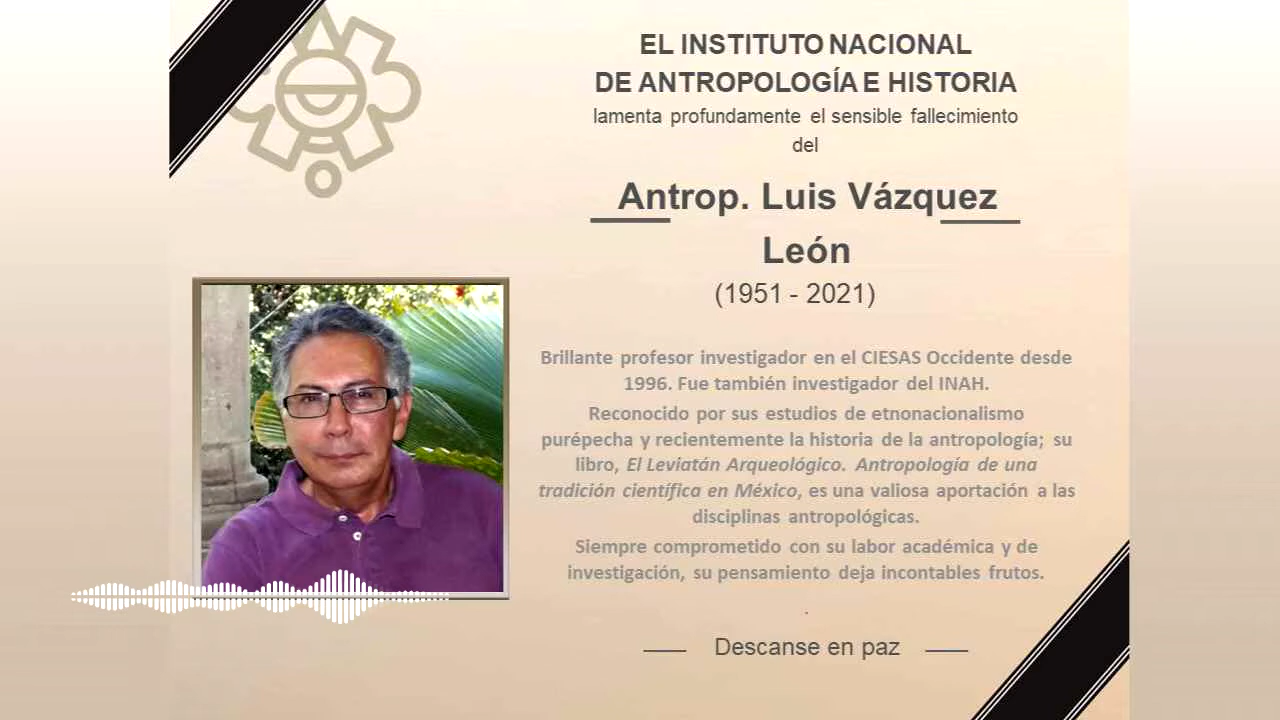 EL INSTITUTO NACIONAL
DE ANTROPOLOGÍA E HISTORIA
lamenta profundamente el sensible fallecimiento
del
Antrop. Luis Vázquez
León
(1951 - 2021)
Brillante profesor investigador en el CIESAS Occidente desde
1996. Fue también investigador del INAH.
Reconocido por sus estudios de etnonacionalismo
purépecha y recientemente la historia de la antropología; su
libro, El Leviatán Arqueológico. Antropología de una
tradición científica en México, es una valiosa aportación a las
disciplinas antropológicas.
Siempre comprometido con su labor académica y de
investigación, su pensamiento deja incontables frutos.
.
Descanse en paz